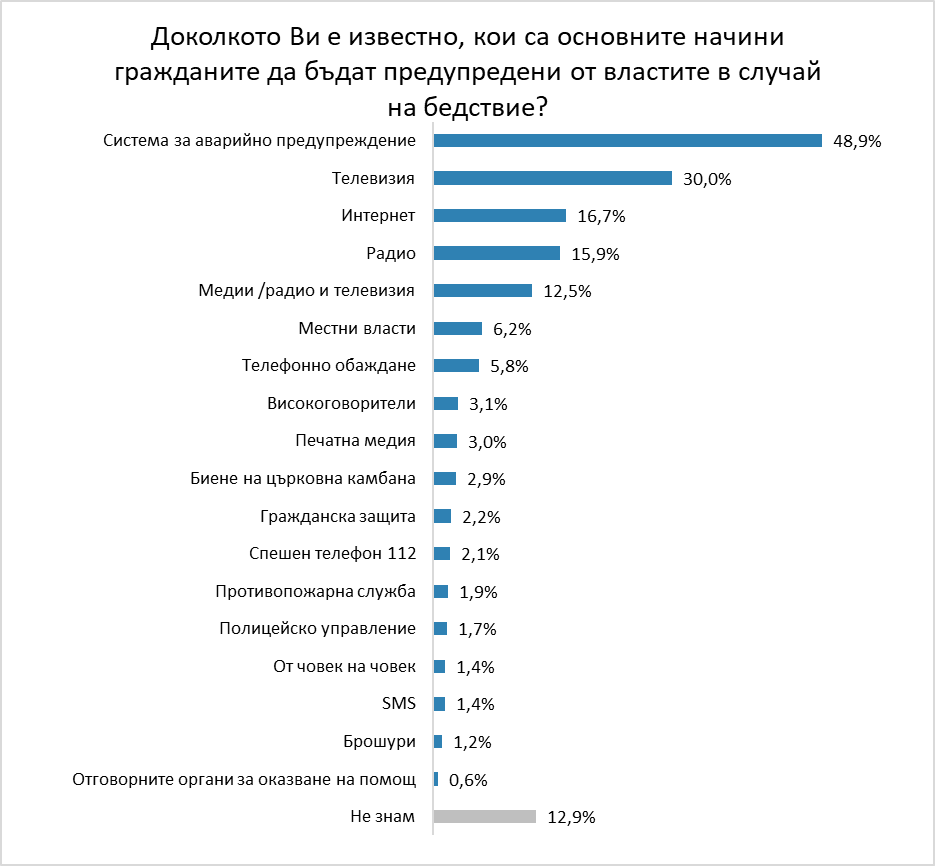 Доколкото Ви е известно, кои са основните начини
гражданите да бъдат предупредени от властите в случай
на бедствие?
Система за аварийно предупреждение 48,9%
Телевизия 30,0%
Интернет 16,7%
Радио 15,9%
Медии /радио и телевизия 12,5%
Местни власти 6,2%
Телефонно обаждане 5,8%
Високоговорители 3,1%
Печатна медия 3,0%
Биене на църковна камбана 2,9%
Гражданска защита 2,2%
Спешен телефон 112 2,1%
Противопожарна служба 1,9%
Полицейско управление 1,7%
От човек на човек 1,4%
SMS 1,4%
Брошури 1,2%
Отговорните органи за оказване на помощ 0,6%
Не знам 12,9%